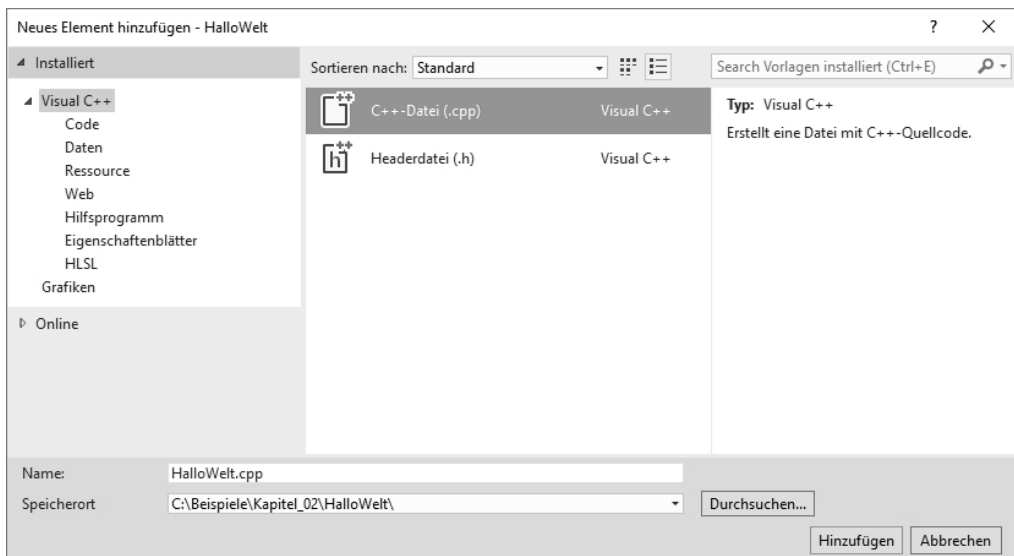 Neues Element hinzufügen - HalloWelt
?
Installiert
Sortieren nach: Standard
Search Vorlagen installiert (Ctrl+E)
Visual C++
Code
Daten
Ressource
Web
Hilfsprogramm
Eigenschaftenblätter
HLSL
Grafiken
Online
C++-Datei (.cpp) Visual C++
Headerdatei (.h) Visual C++
Typ: Visual C++
Erstellt eine Datei mit C++-Quellcode.
Name: HalloWelt.cpp
Speicherort C:\Beispiele\Kapitel_02\HalloWelt\ Durchsuchen...
Hinzufügen Abbrechen